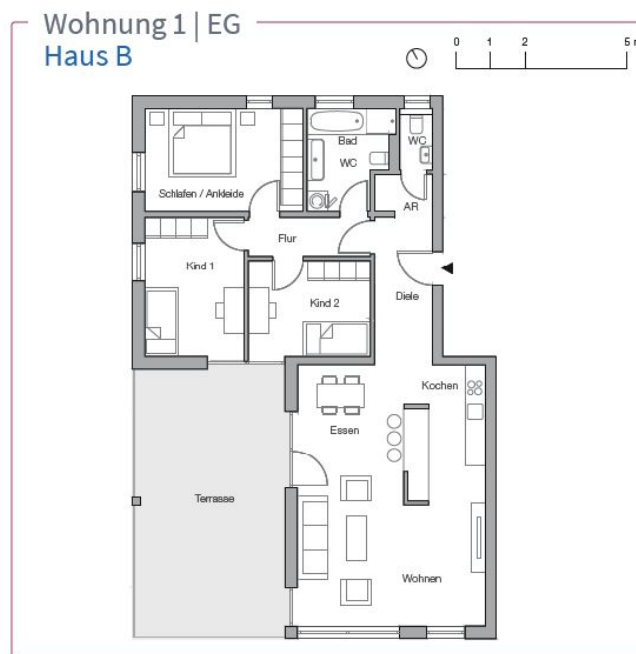 Wohnung 1 | EG
Haus B
0 1 2 5 m
Bad
WC
WC
Schlafen / Ankleide
AR
Flur
Kind 1
Kind 2
Diele
Kochen
Essen
Terrasse
Wohnen